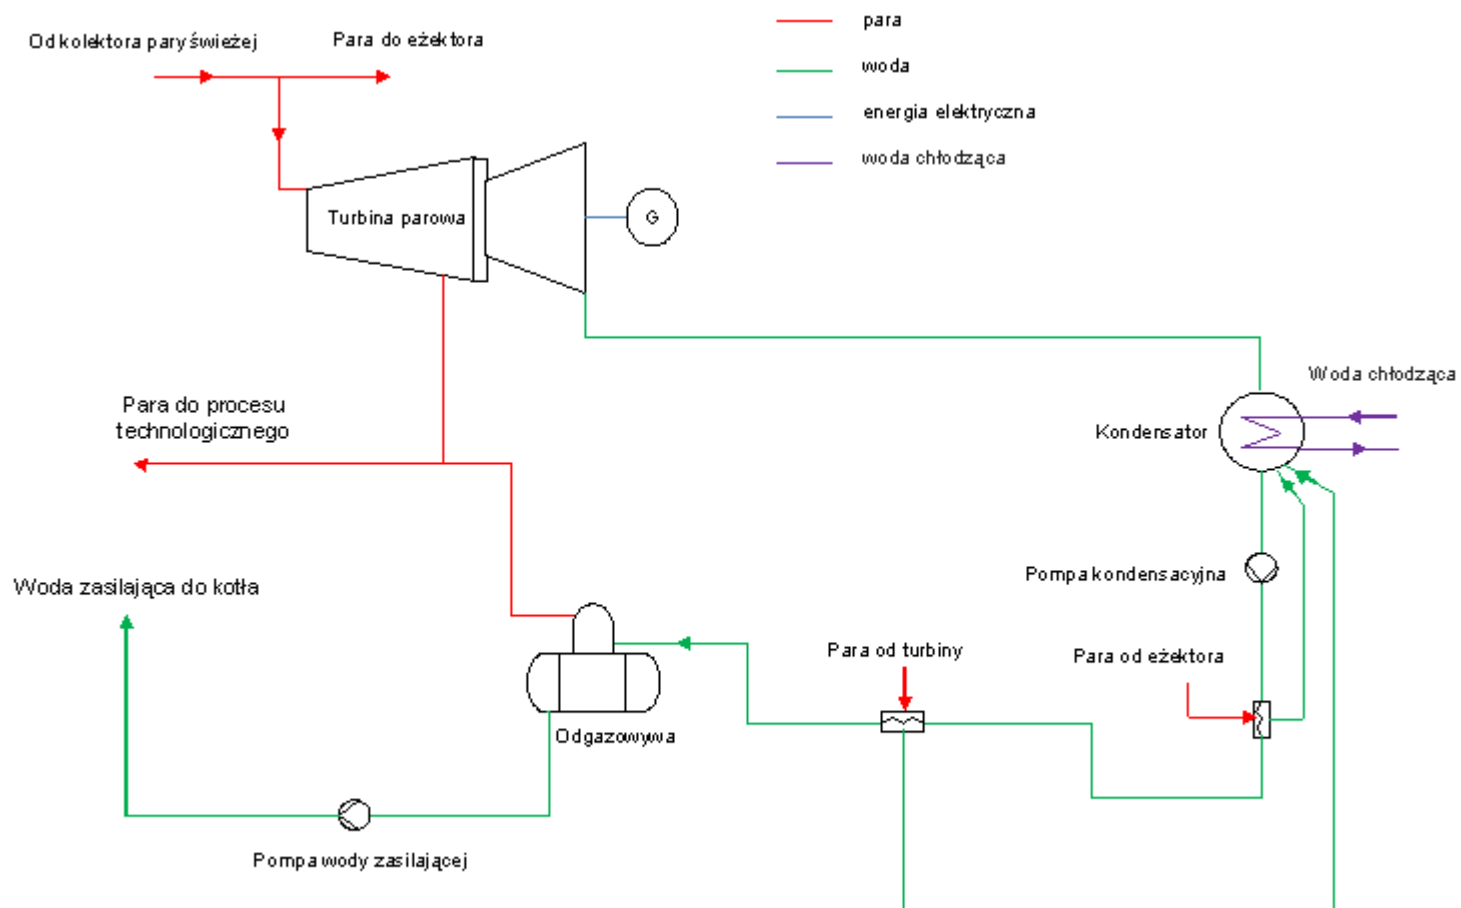 para
Od kolektora pary świeżej
Para do eżektora
woda
energia elektryczna
woda chłodząca
Turbina parowa
G
Woda chłodząca
Para do procesu
technologicznego
Kondensator
Pompa kondensacyjna
Woda zasilająca do kotła
Para od turbiny
Para od eżektora
Odgazowywa
Pompa wody zasilającej